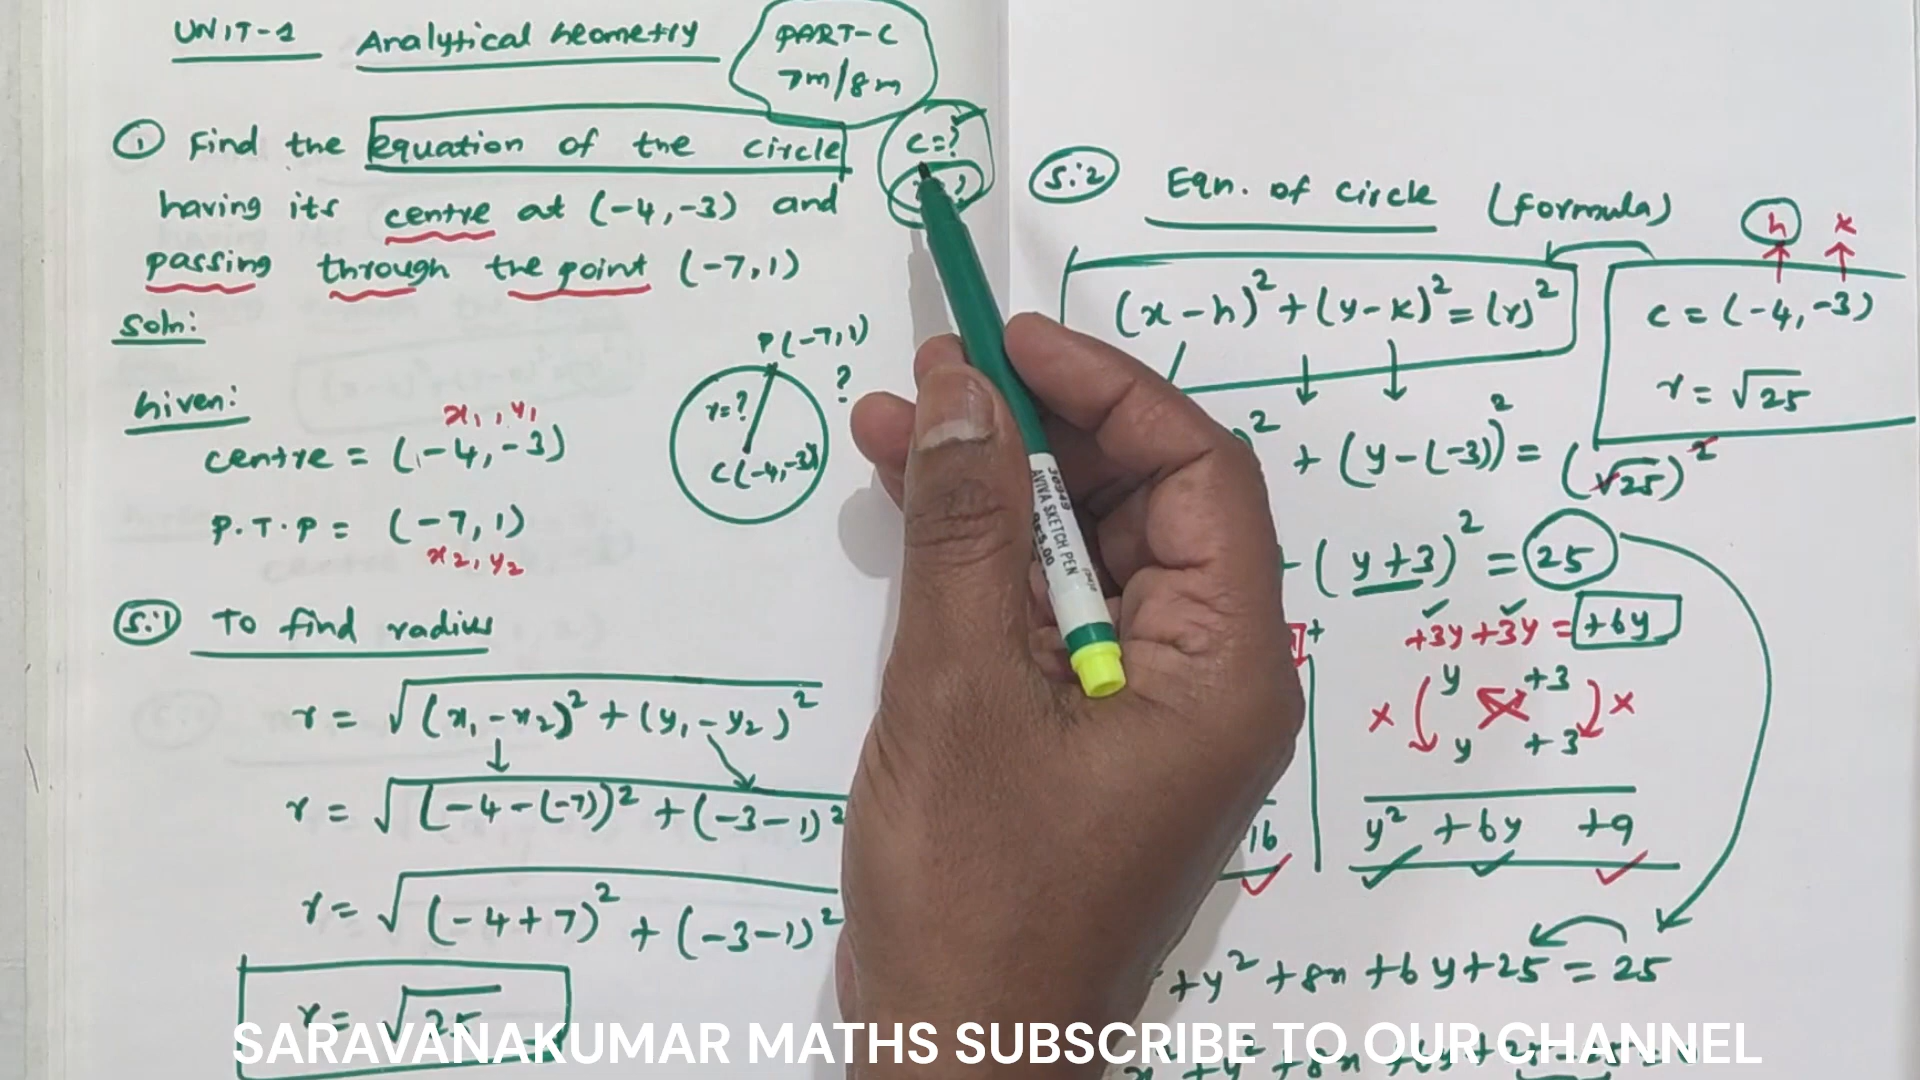 UNIT-1 Analytical Geometry
PART-C
7m/8m
① Find the equation of the circle
having its centre at (-4,-3) and
passing through the point (-7,1)
C=?
Soln:
Given:
x₁, y₁
centre = (-4,-3)
P.T.P = (-7,1)
x₂, y₂
P(-7,1)
?
r=?
C(-4,-3)
S:1 To find radius
r = √(x₁-x₂)² + (y₁-y₂)²
r = √(-4-(-7))² + (-3-1)²
r = √(-4+7)² + (-3-1)²
r = √25
S:2 Eqn. of circle (formula)
h k
(x-h)² + (y-k)² = (r)²
C = (-4,-3)
r = √25
² + (y-(-3))² = (√25)²
(y+3)² = 25
+3y+3y = +6y
y +3
x x
y +3
16
y² +6y +9
+y²+8x+6y+25 = 25
AVIVA SKETCH PEN
SARAVANAKUMAR MATHS SUBSCRIBE TO OUR CHANNEL